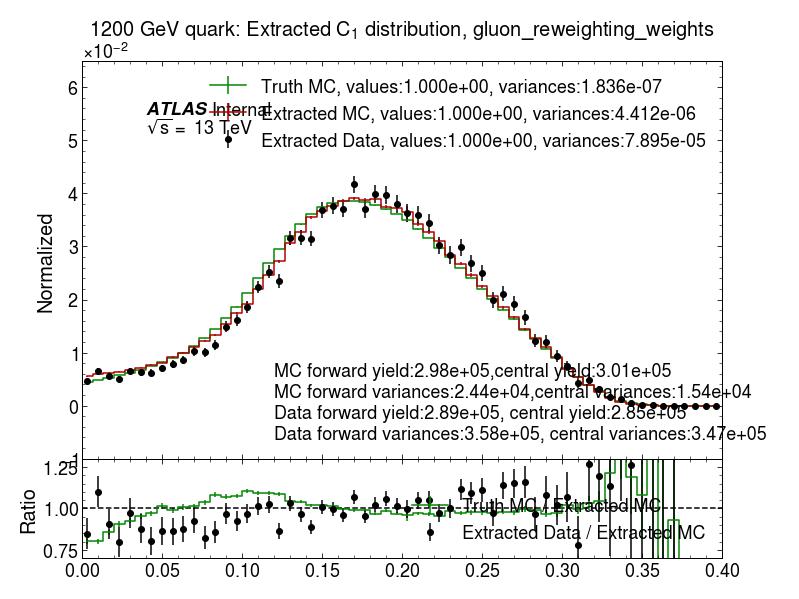 1200 GeV quark: Extracted C₁ distribution, gluon_reweighting_weights
×10⁻²
Truth MC, values:1.000e+00, variances:1.836e-07
ATLAS Internal
Extracted MC, values:1.000e+00, variances:4.412e-06
√s = 13 TeV
Extracted Data, values:1.000e+00, variances:7.895e-05
6
5
4
3
2
1
0
1
Normalized
MC forward yield:2.98e+05,central yield:3.01e+05
MC forward variances:2.44e+04,central variances:1.54e+04
Data forward yield:2.89e+05, central yield:2.85e+05
Data forward variances:3.58e+05, central variances:3.47e+05
1.25
1.00
0.75
Ratio
Truth MC / Extracted MC
Extracted Data / Extracted MC
0.00 0.05 0.10 0.15 0.20 0.25 0.30 0.35 0.40